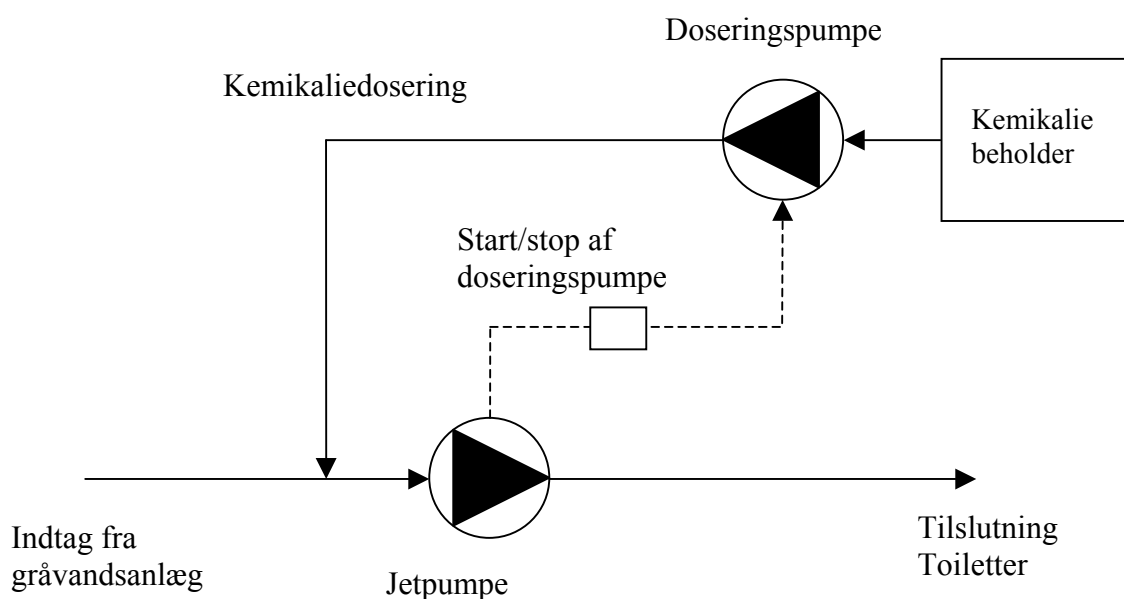 Doseringspumpe
Kemikaliedosering
Kemikalie
beholder
Start/stop af
doseringspumpe
Indtag fra
gråvandsanlæg
Jetpumpe
Tilslutning
Toiletter